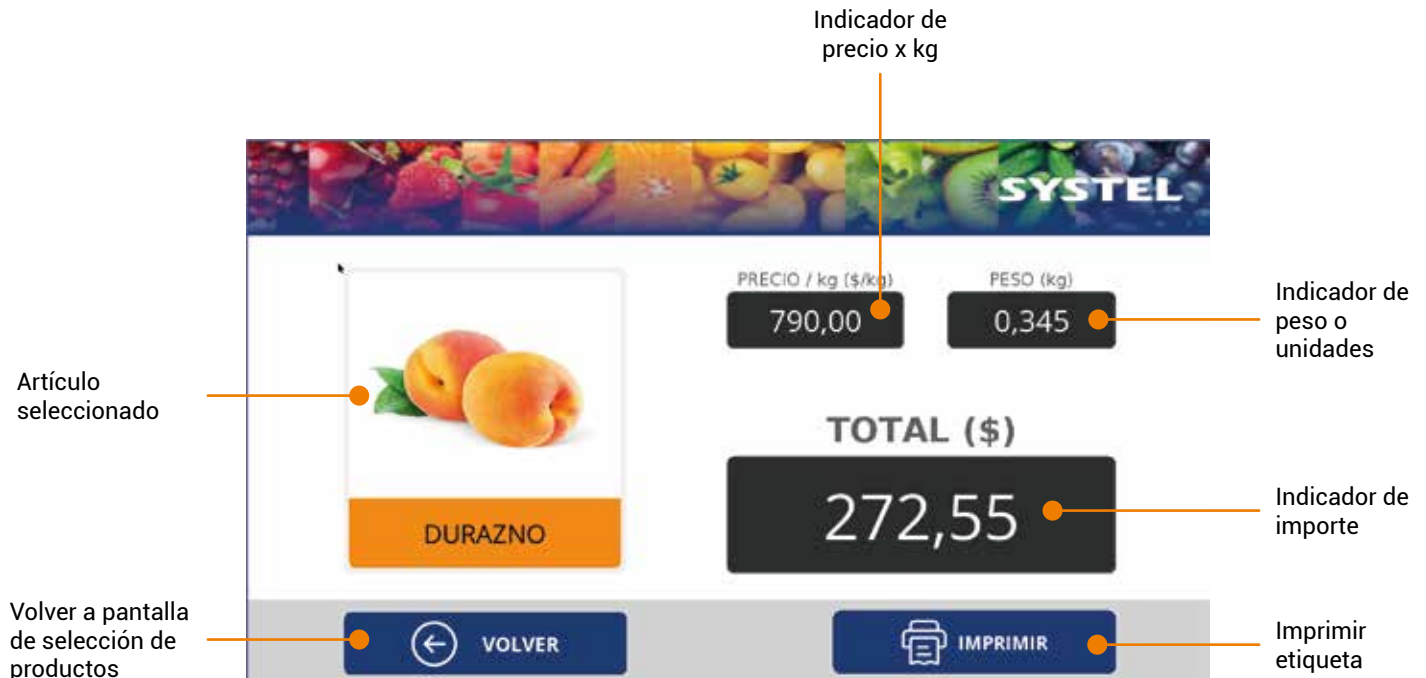 Indicador de
precio x kg
SYSTEL
PRECIO / kg ($/kg)
PESO (kg)
790,00
0,345
Indicador de
peso o
unidades
Artículo
seleccionado
TOTAL ($)
272,55
Indicador de
importe
DURAZNO
Volver a pantalla
de selección de
productos
VOLVER
IMPRIMIR
Imprimir
etiqueta